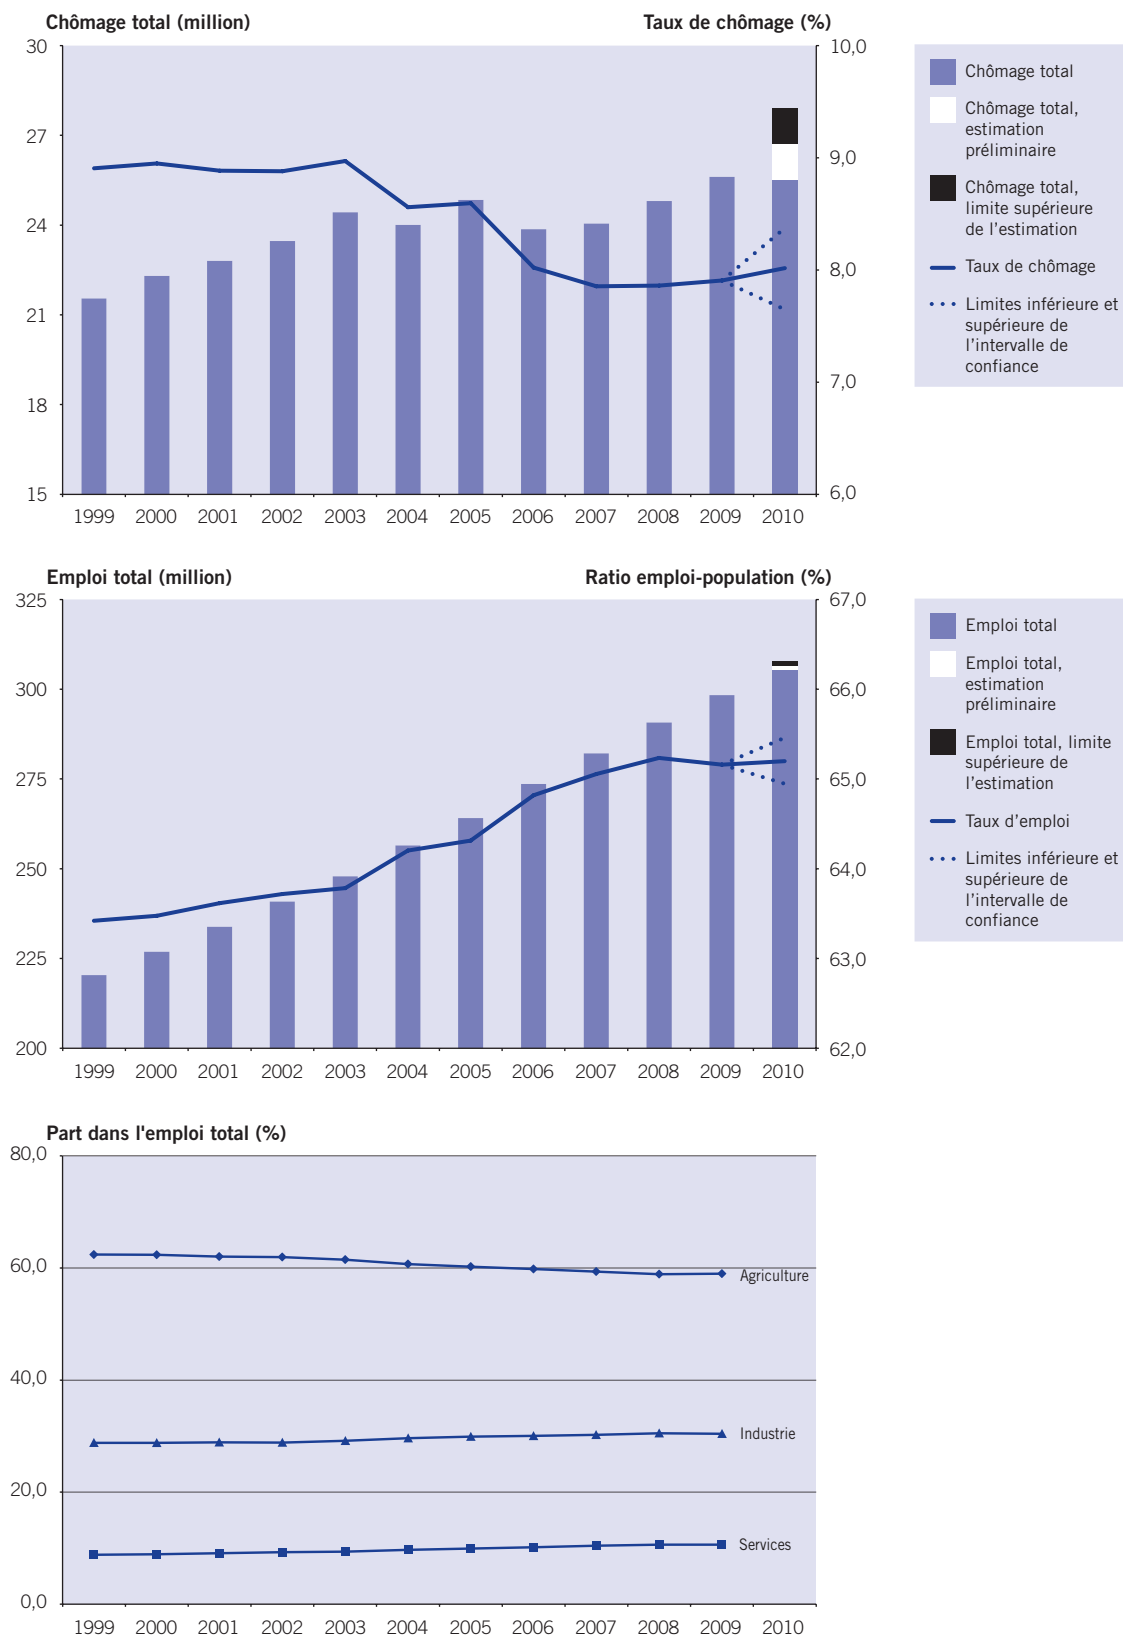 Chômage total (million)
Taux de chômage (%)
30
27
24
21
18
15
10,0
9,0
8,0
7,0
6,0
1999 2000 2001 2002 2003 2004 2005 2006 2007 2008 2009 2010
Chômage total
Chômage total,
estimation
préliminaire
Chômage total,
limite supérieure
de l’estimation
Taux de chômage
Limites inférieure et
supérieure de
l’intervalle de
confiance
Emploi total (million)
Ratio emploi-population (%)
325
300
275
250
225
200
67,0
66,0
65,0
64,0
63,0
62,0
1999 2000 2001 2002 2003 2004 2005 2006 2007 2008 2009 2010
Emploi total
Emploi total,
estimation
préliminaire
Emploi total, limite
supérieure de
l’estimation
Taux d’emploi
Limites inférieure et
supérieure de
l’intervalle de
confiance
Part dans l'emploi total (%)
80,0
60,0
40,0
20,0
0,0
Agriculture
Industrie
Services
1999 2000 2001 2002 2003 2004 2005 2006 2007 2008 2009 2010